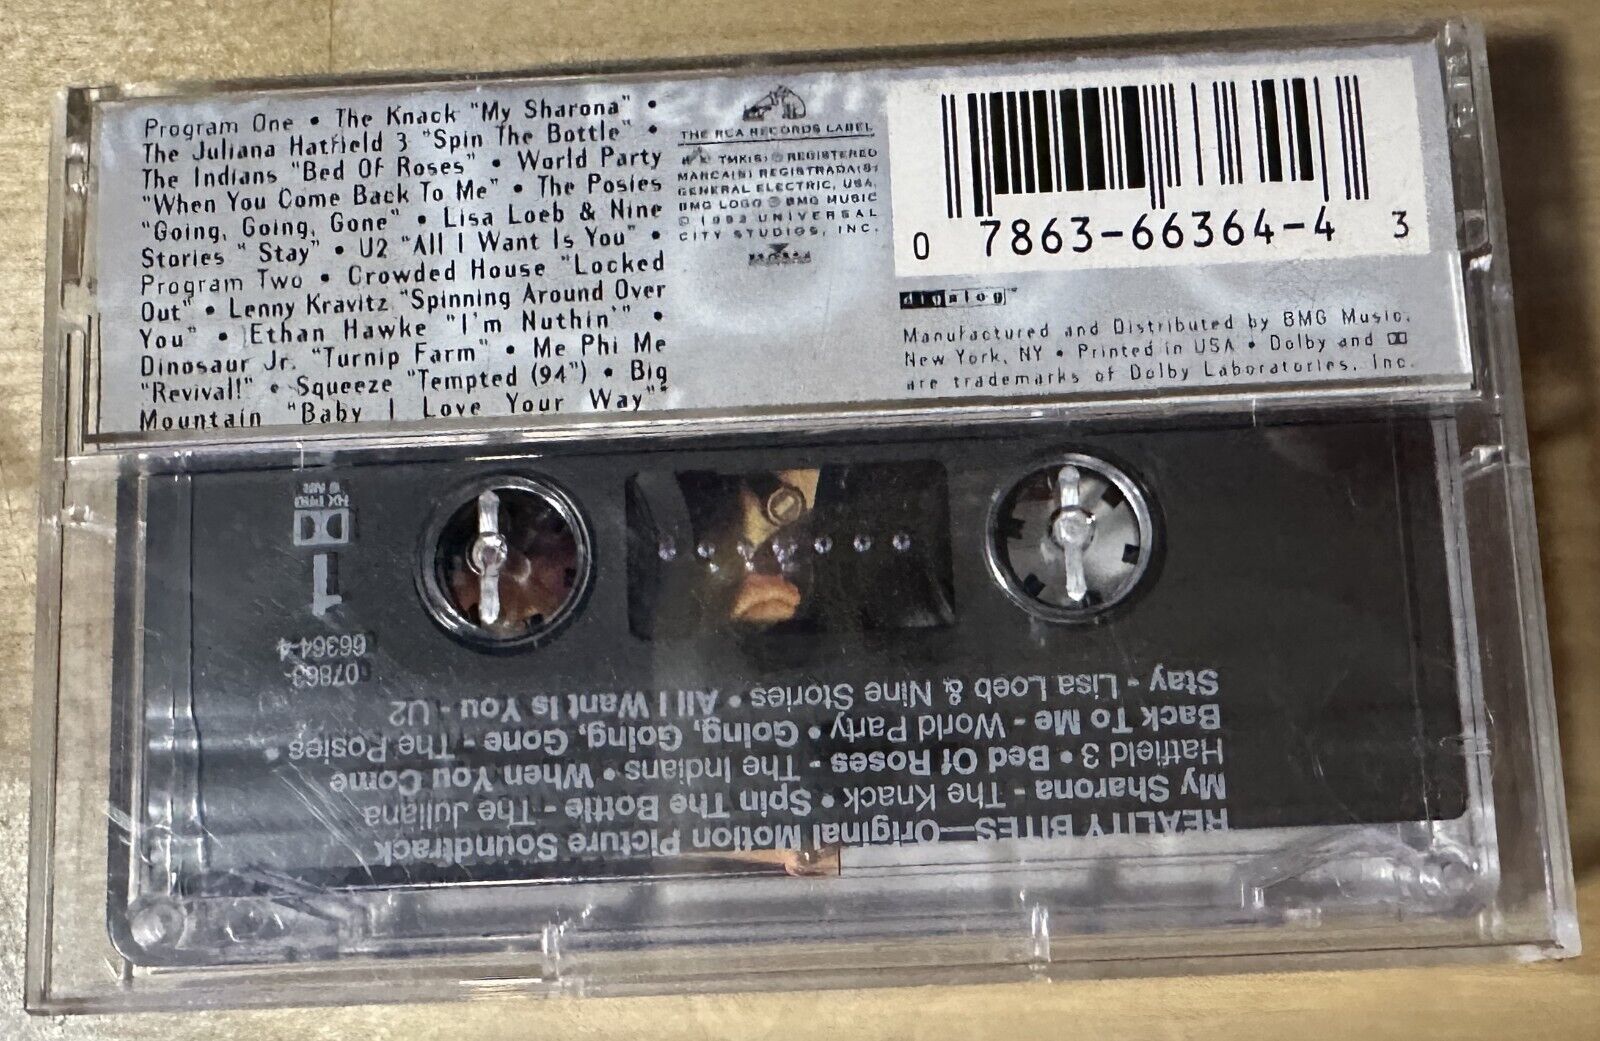 Program One • The Knack "My Sharona" •
The Juliana Hatfield 3 "Spin The Bottle" •
The Indians "Bed Of Roses" • World Party
"When You Come Back To Me" • The Posies
"Going, Going, Gone" • Lisa Loeb & Nine
Stories " Stay" • U2 "All I Want Is You" •
Program Two • Crowded House "Locked
Out" • Lenny Kravitz "Spinning Around Over
You" • Ethan Hawke "I'm Nuthin'" •
Dinosaur Jr. "Turnip Farm" • Me Phi Me
"Revival!" • Squeeze "Tempted (94") • Big
Mountain "Baby I Love Your Way"
THE RCA RECORDS LABEL
TMK(S) ® REGISTERED
MARCA(S) REGISTRADA(S)
GENERAL ELECTRIC, USA,
BMG LOGO ® BMG MUSIC
UNIVERSAL
CITY STUDIOS, INC.
BMG
0 7863-66364-4 3
digalog™
Manufactured and Distributed by BMG Music,
New York, NY • Printed in USA • Dolby and
are trademarks of Dolby Laboratories, Inc.
REALITY BITES—Original Motion Picture Soundtrack
My Sharona - The Knack • Spin The Bottle - The Juliana
Hatfield 3 • Bed Of Roses - The Indians • When You Come
Back To Me - World Party • Going, Going, Gone - The Posies •
Stay - Lisa Loeb & Nine Stories • All I Want Is You - U2
07863-
66364-4
1
HX PRO